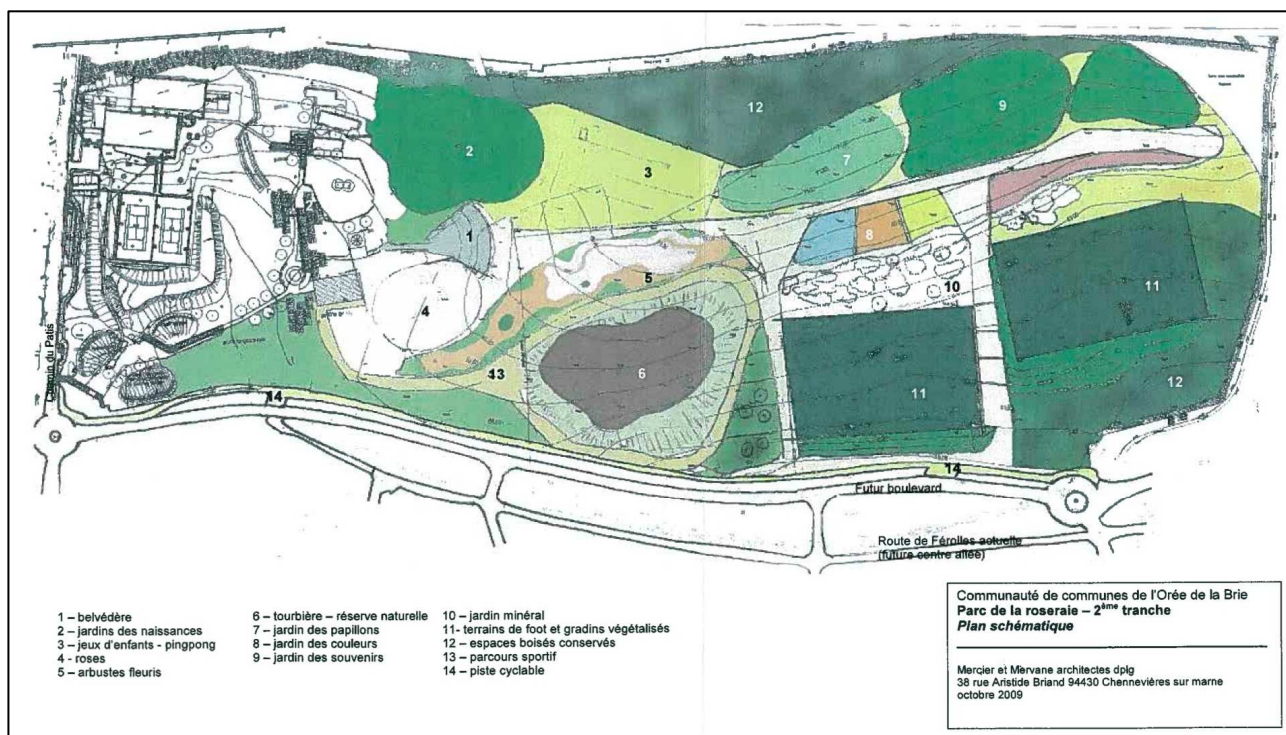 12
9
2
3
7
1
8
5
4
10
11
13
6
11
12
14
14
Chemin du Patis
Futur boulevard
Route de Férolles actuelle
(future contre allée)
1 – belvédère
2 – jardins des naissances
3 – jeux d'enfants - pingpong
4 - roses
5 – arbustes fleuris
6 – tourbière – réserve naturelle
7 – jardin des papillons
8 – jardin des couleurs
9 – jardin des souvenirs
10 – jardin minéral
11- terrains de foot et gradins végétalisés
12 – espaces boisés conservés
13 – parcours sportif
14 – piste cyclable
Communauté de communes de l'Orée de la Brie
Parc de la roseraie – 2ème tranche
Plan schématique
Mercier et Mervane architectes dplg
38 rue Aristide Briand 94430 Chennevières sur marne
octobre 2009